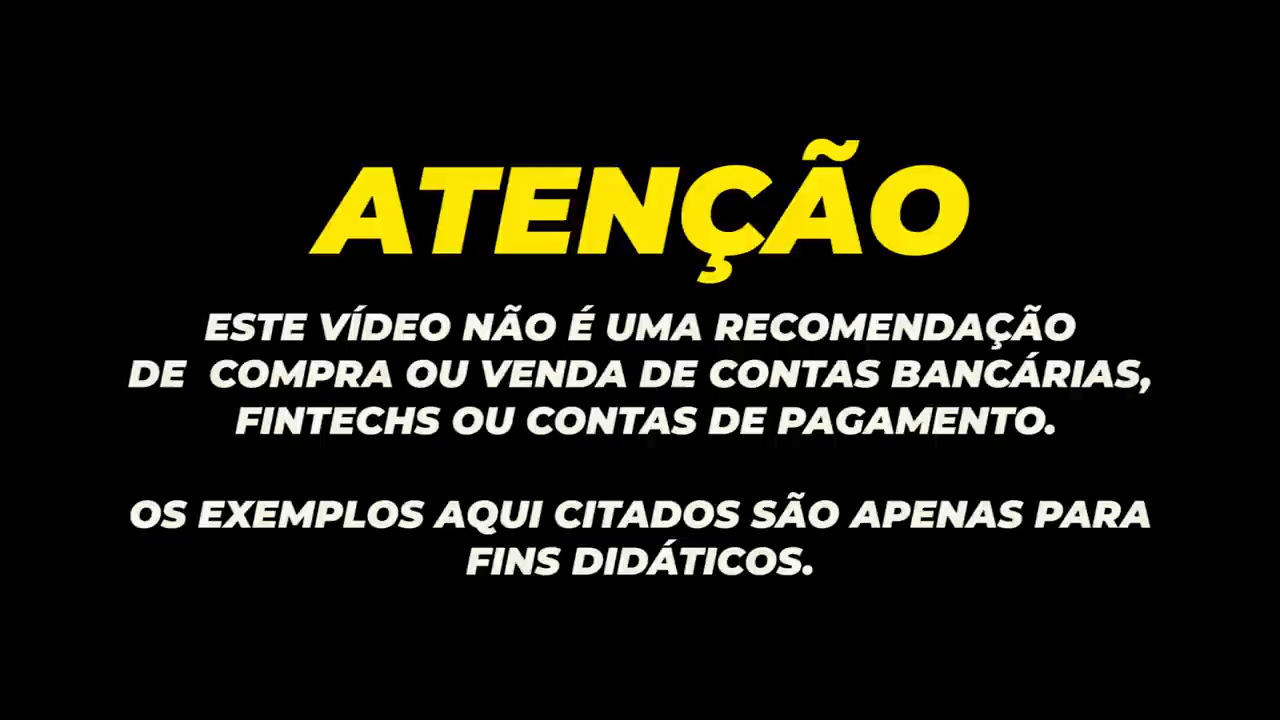 ATENÇÃO
ESTE VÍDEO NÃO É UMA RECOMENDAÇÃO
DE COMPRA OU VENDA DE CONTAS BANCÁRIAS,
FINTECHS OU CONTAS DE PAGAMENTO.
OS EXEMPLOS AQUI CITADOS SÃO APENAS PARA
FINS DIDÁTICOS.